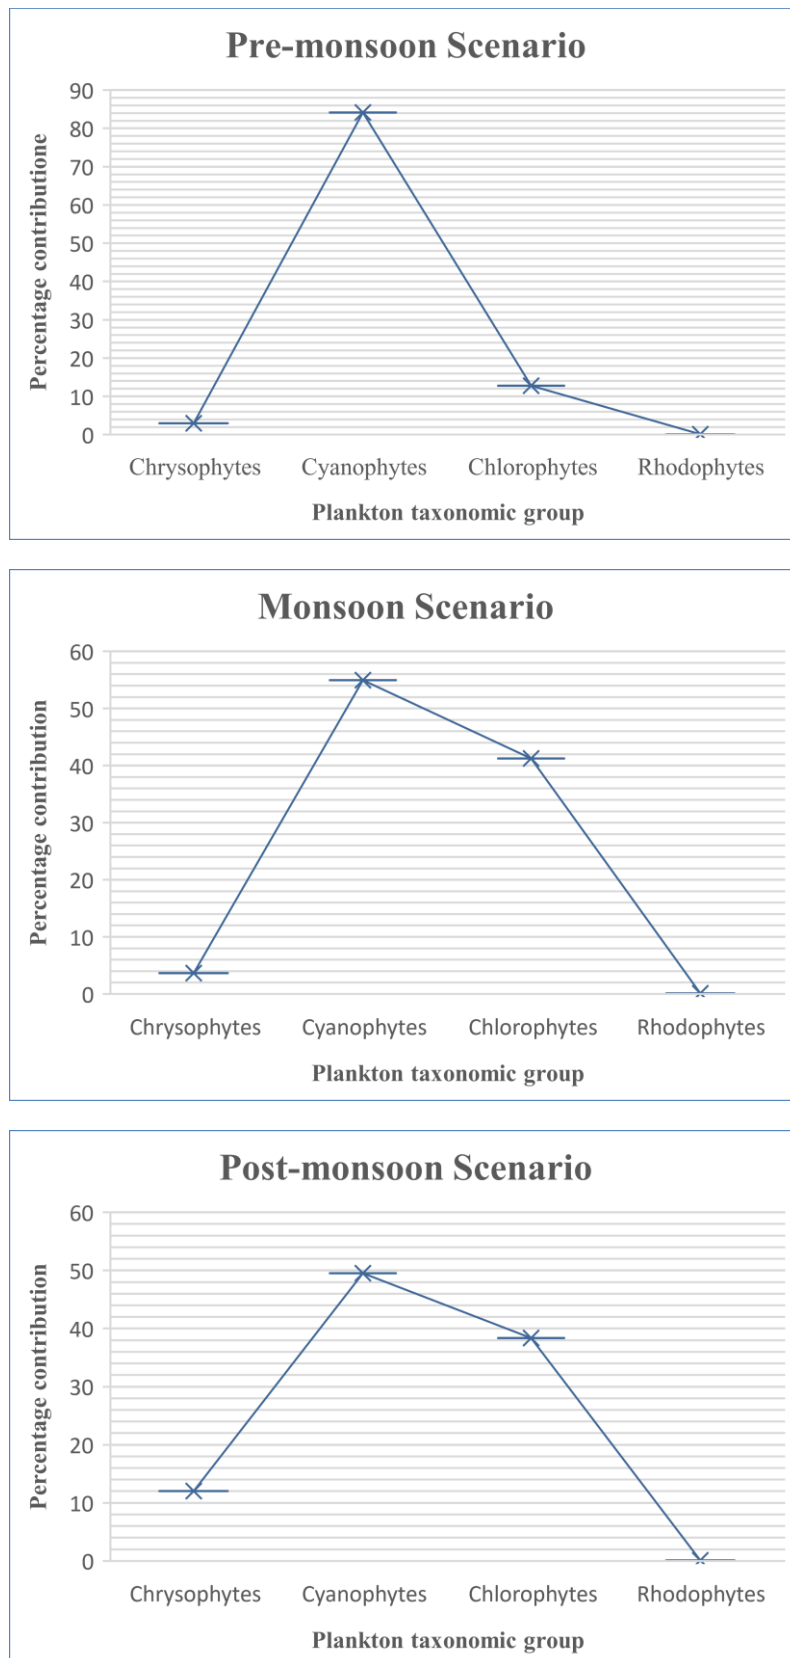 Pre-monsoon Scenario
Percentage contributione
90
80
70
60
50
40
30
20
10
0
Chrysophytes Cyanophytes Chlorophytes Rhodophytes
Plankton taxonomic group
Monsoon Scenario
Percentage contribution
60
50
40
30
20
10
0
Chrysophytes Cyanophytes Chlorophytes Rhodophytes
Plankton taxonomic group
Post-monsoon Scenario
Percentage contribution
60
50
40
30
20
10
0
Chrysophytes Cyanophytes Chlorophytes Rhodophytes
Plankton taxonomic group